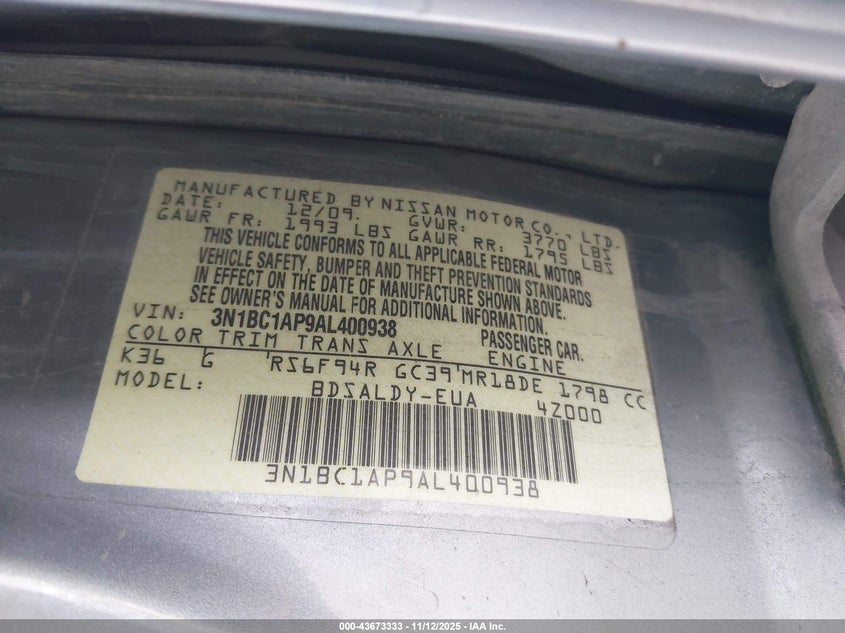 MANUFACTURED BY NISSAN MOTOR CO., LTD.
DATE: 12/09. GVWR: 3770 LBS
GAWR FR: 1993 LBS GAWR RR: 1795 LBS
THIS VEHICLE CONFORMS TO ALL APPLICABLE FEDERAL MOTOR
VEHICLE SAFETY, BUMPER AND THEFT PREVENTION STANDARDS
IN EFFECT ON THE DATE OF MANUFACTURE SHOWN ABOVE.
SEE OWNER'S MANUAL FOR ADDITIONAL INFORMATION.
VIN: 3N1BC1AP9AL400938 PASSENGER CAR.
COLOR TRIM TRANS AXLE ENGINE
K36 G RS6F94R GC39 MR18DE 1798 CC
MODEL: BDSALDY-EUA 4Z000
3N1BC1AP9AL400938
000-43673333 - 11/12/2025 - IAA Inc.